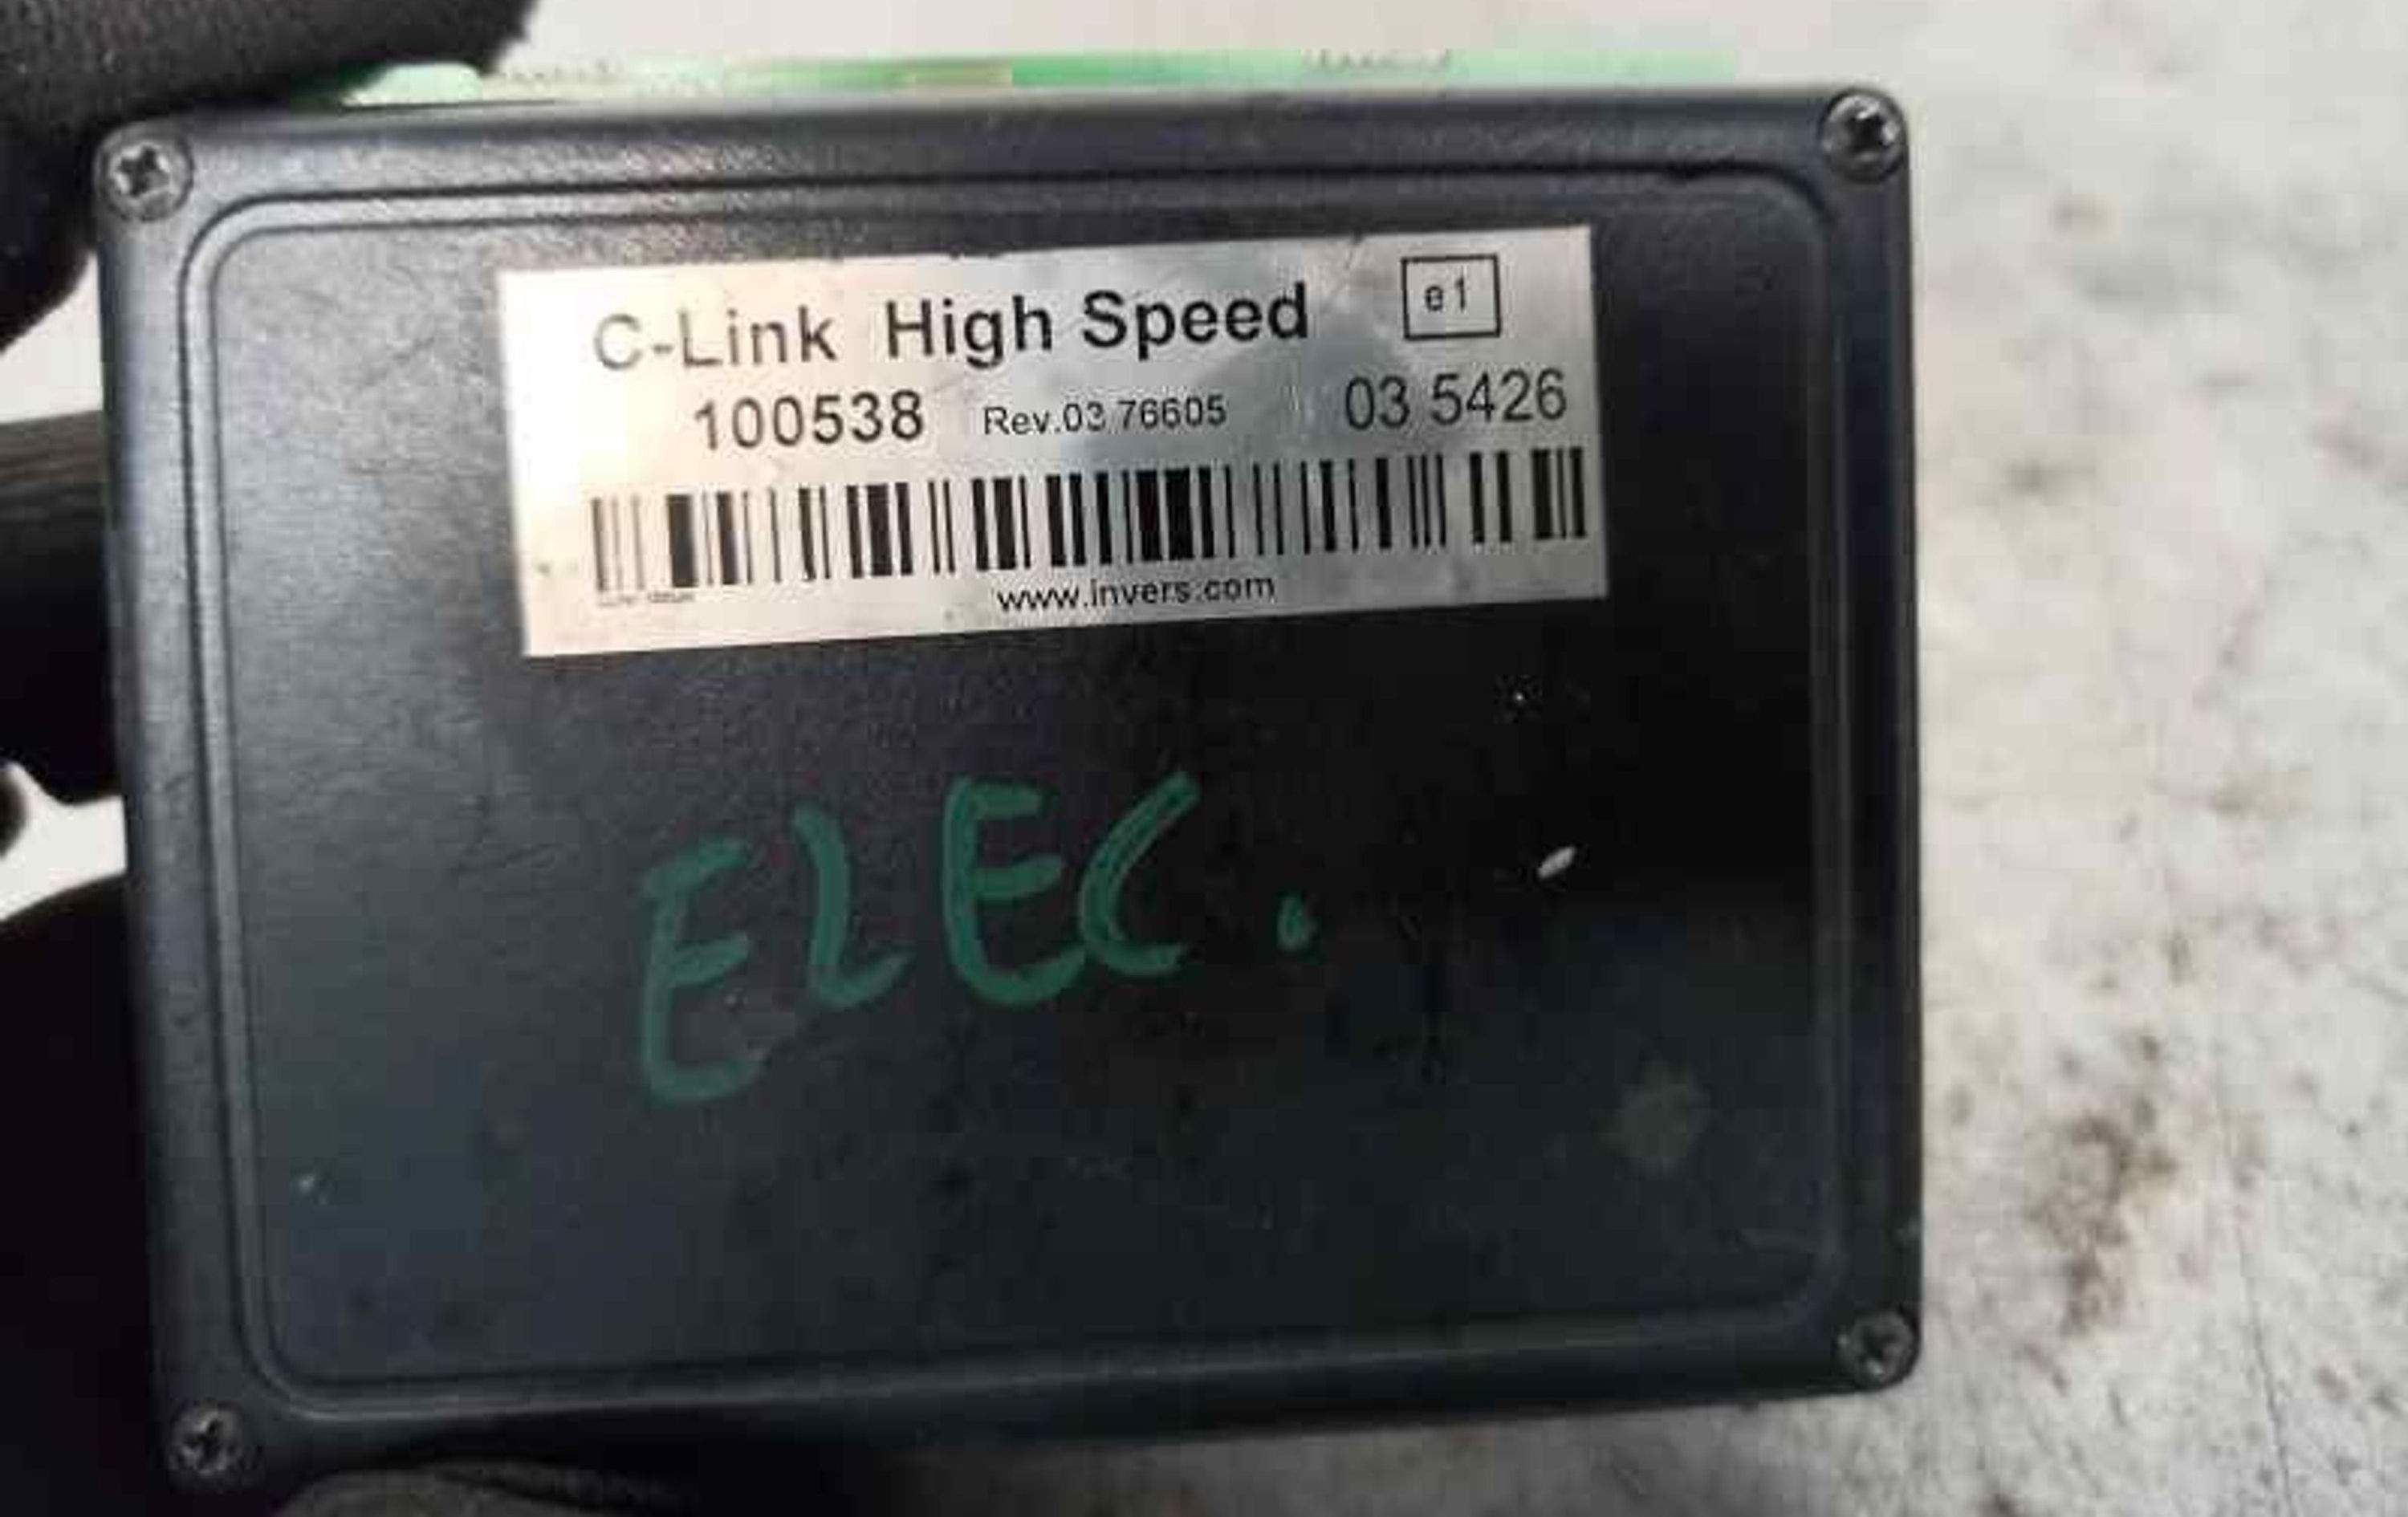 C-Link High Speed e1
100538 Rev.03 76605 03 5426
www.invers.com
ELEC.